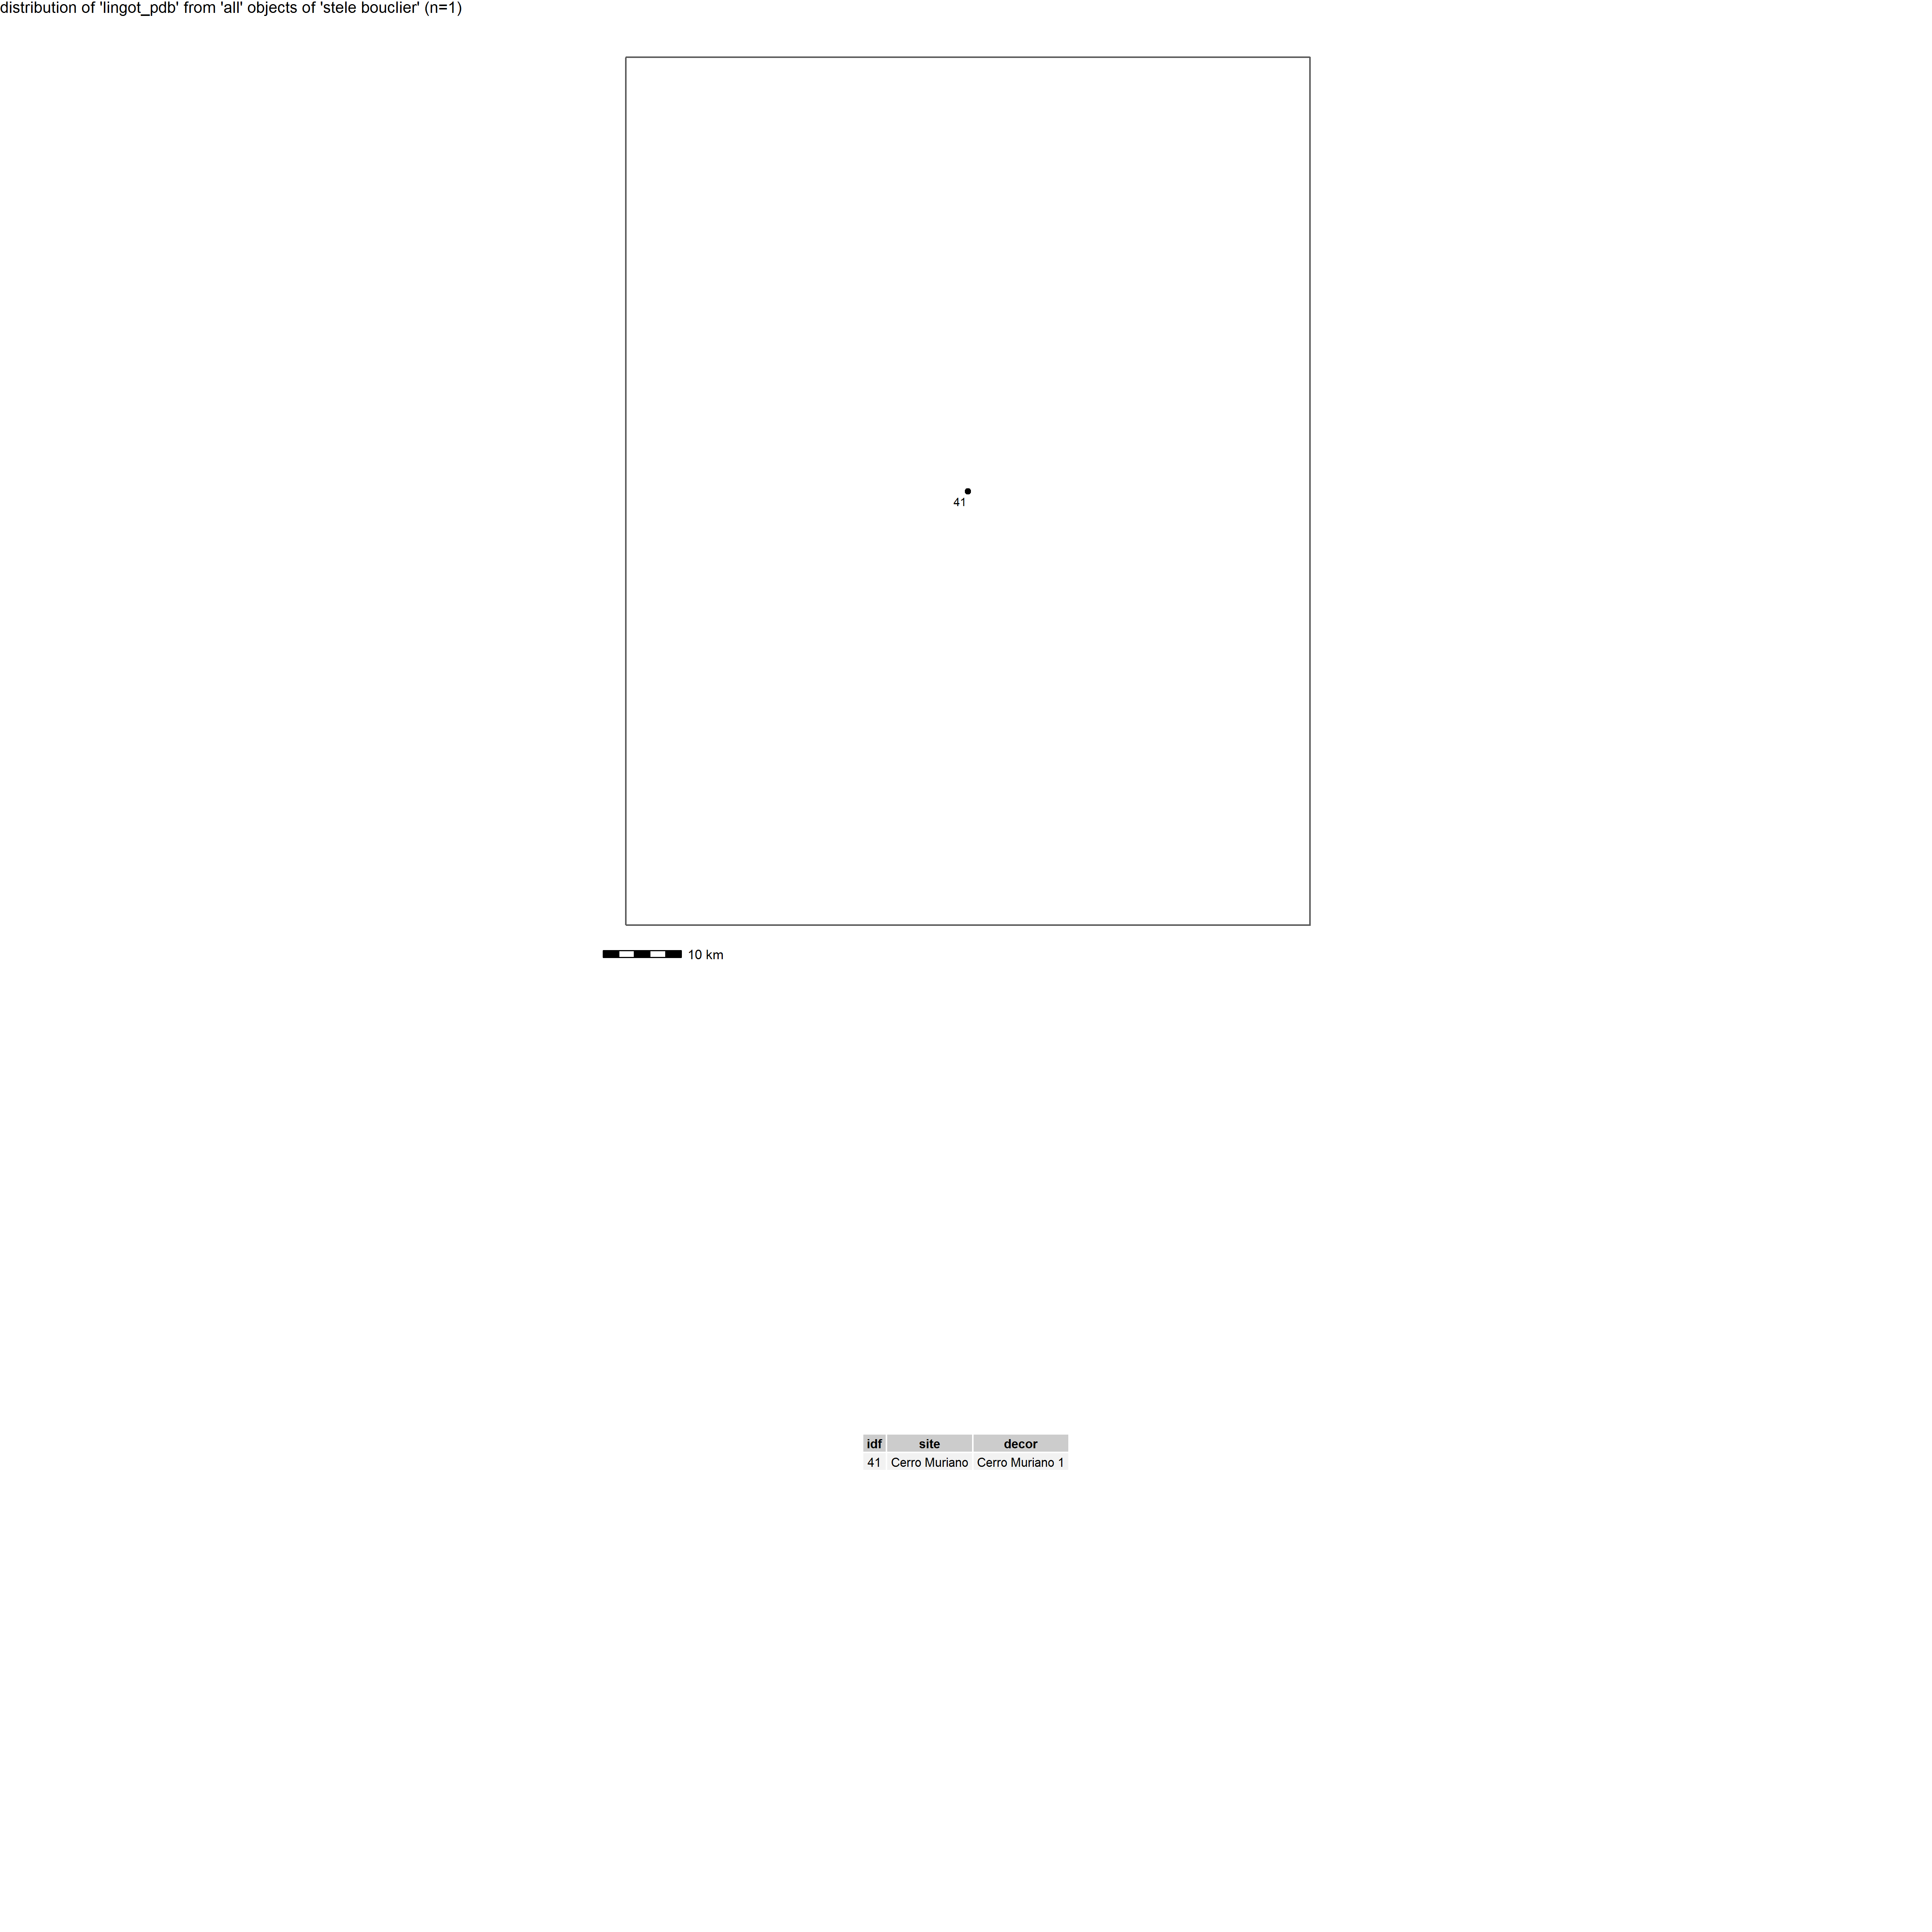 distribution of 'lingot_pdb' from 'all' objects of 'stele bouclier' (n=1)
41
10 km
idf site decor
41 Cerro Muriano Cerro Muriano 1